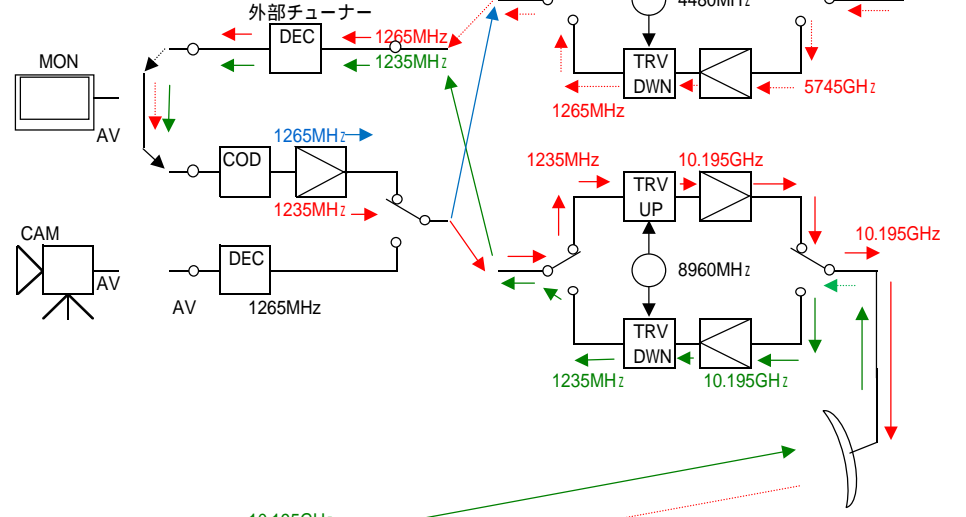 外部チューナー
4480MHz
DEC
1265MHz
1235MHz
TRV
DWN
5745GHz
1265MHz
MON
AV
1265MHz
COD
1235MHz
1235MHz
10.195GHz
TRV
UP
10.195GHz
CAM
AV
DEC
AV
1265MHz
8960MHz
TRV
DWN
1235MHz
10.195GHz